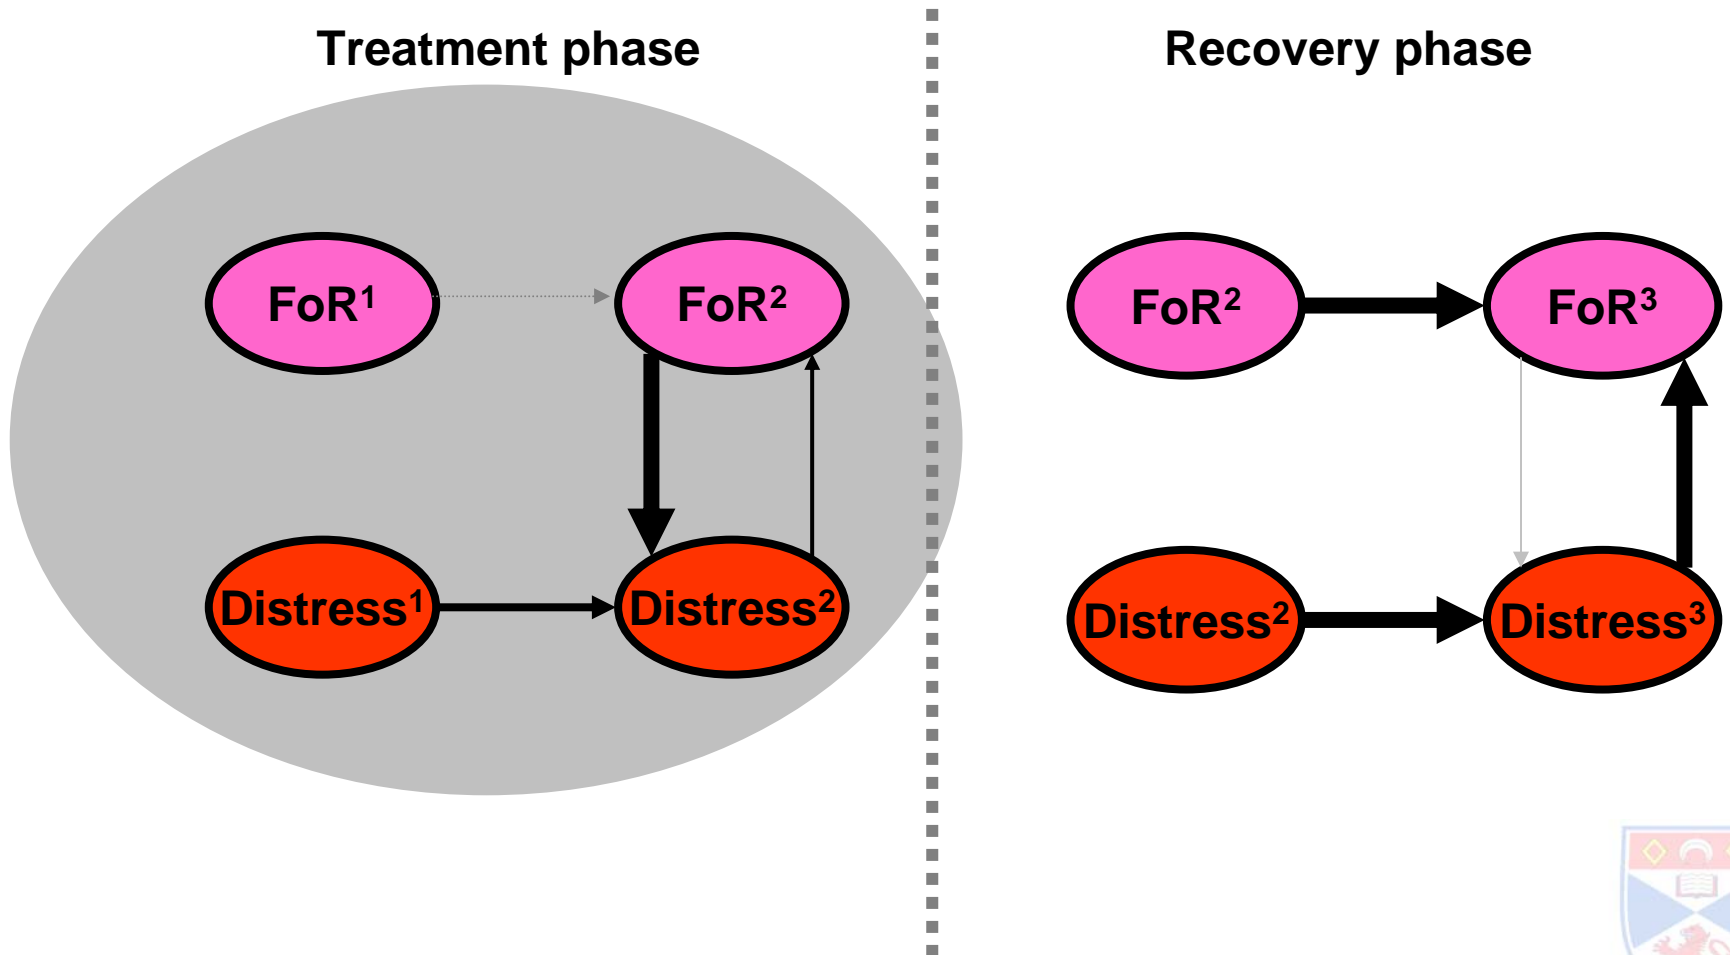 Treatment phase
Recovery phase
FoR¹
FoR²
FoR²
FoR³
Distress¹
Distress²
Distress²
Distress³